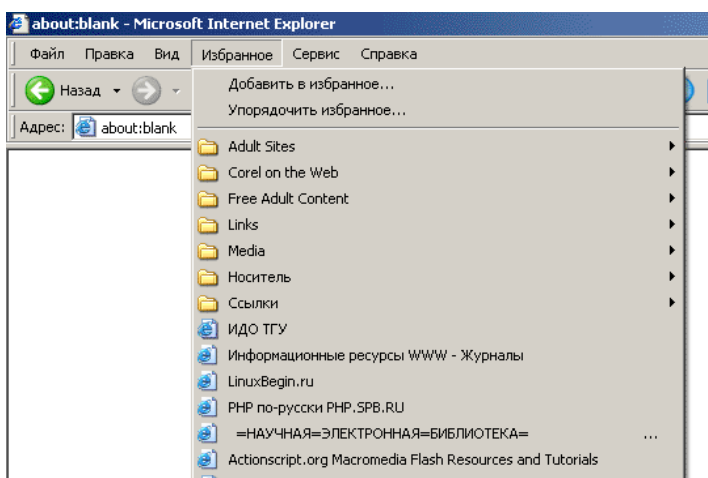 about:blank - Microsoft Internet Explorer
Файл Правка Вид Избранное Сервис Справка
Назад
Добавить в избранное...
Упорядочить избранное...
Адрес: about:blank
Adult Sites
Corel on the Web
Free Adult Content
Links
Media
Носитель
Ссылки
ИДО ТГУ
Информационные ресурсы WWW - Журналы
LinuxBegin.ru
PHP по-русски PHP.SPB.RU
=НАУЧНАЯ=ЭЛЕКТРОННАЯ=БИБЛИОТЕКА= ...
Actionscript.org Macromedia Flash Resources and Tutorials